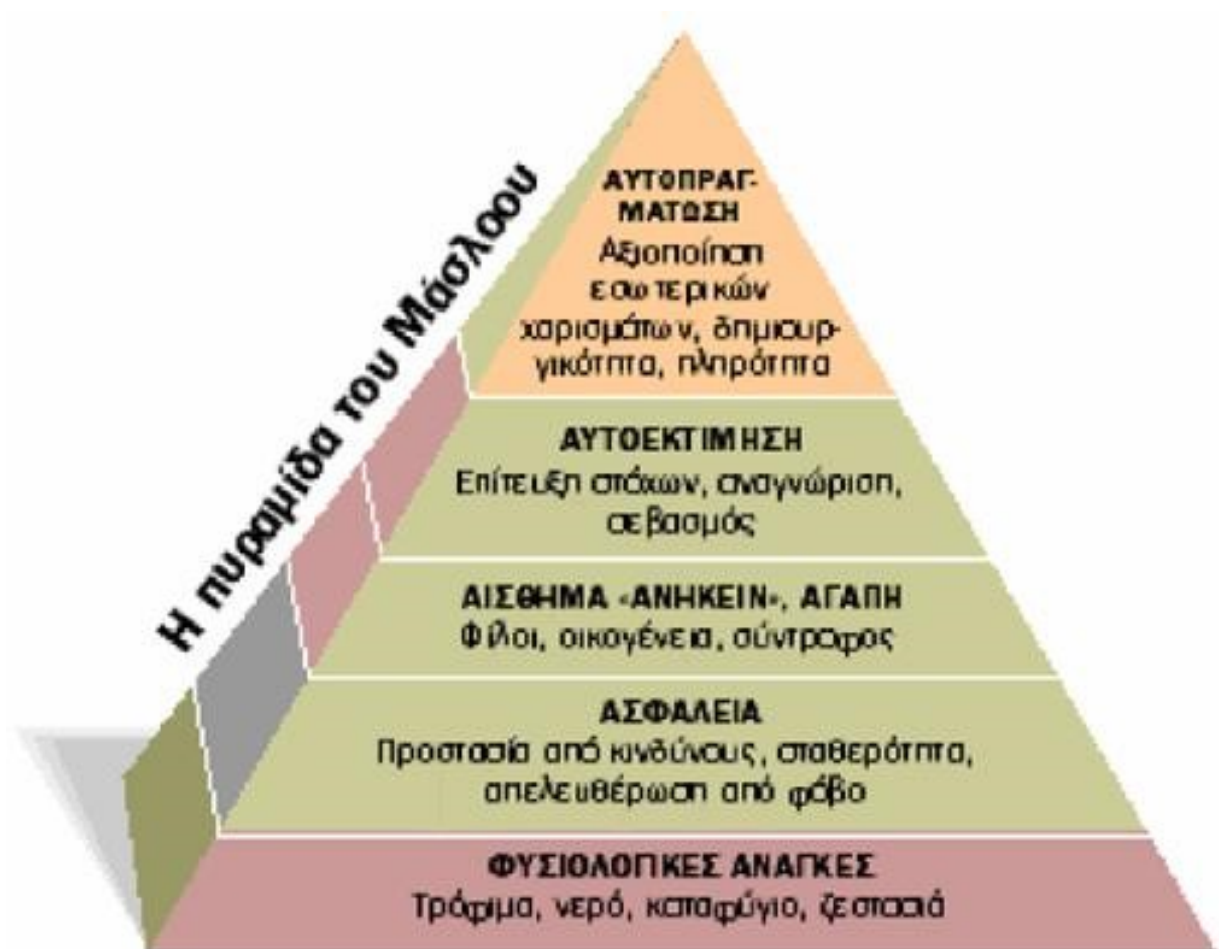 Η πυραμίδα του Μάσλοου
ΑΥΤΟΠΡΑΓ-
ΜΑΤΩΣΗ
Αξιοποίηση
εσωτερικών
χαρισμάτων, δημιουρ-
γικότητα, πληρότητα
ΑΥΤΟΕΚΤΙΜΗΣΗ
Επίτευξη στόχων, αναγνώριση,
σεβασμός
ΑΙΣΘΗΜΑ «ΑΝΗΚΕΙΝ», ΑΓΑΠΗ
Φίλοι, οικογένεια, σύντροφος
ΑΣΦΑΛΕΙΑ
Προστασία από κινδύνους, σταθερότητα,
απελευθέρωση από φόβο
ΦΥΣΙΟΛΟΓΙΚΕΣ ΑΝΑΓΚΕΣ
Τρόφιμα, νερό, καταφύγιο, ζεστασιά